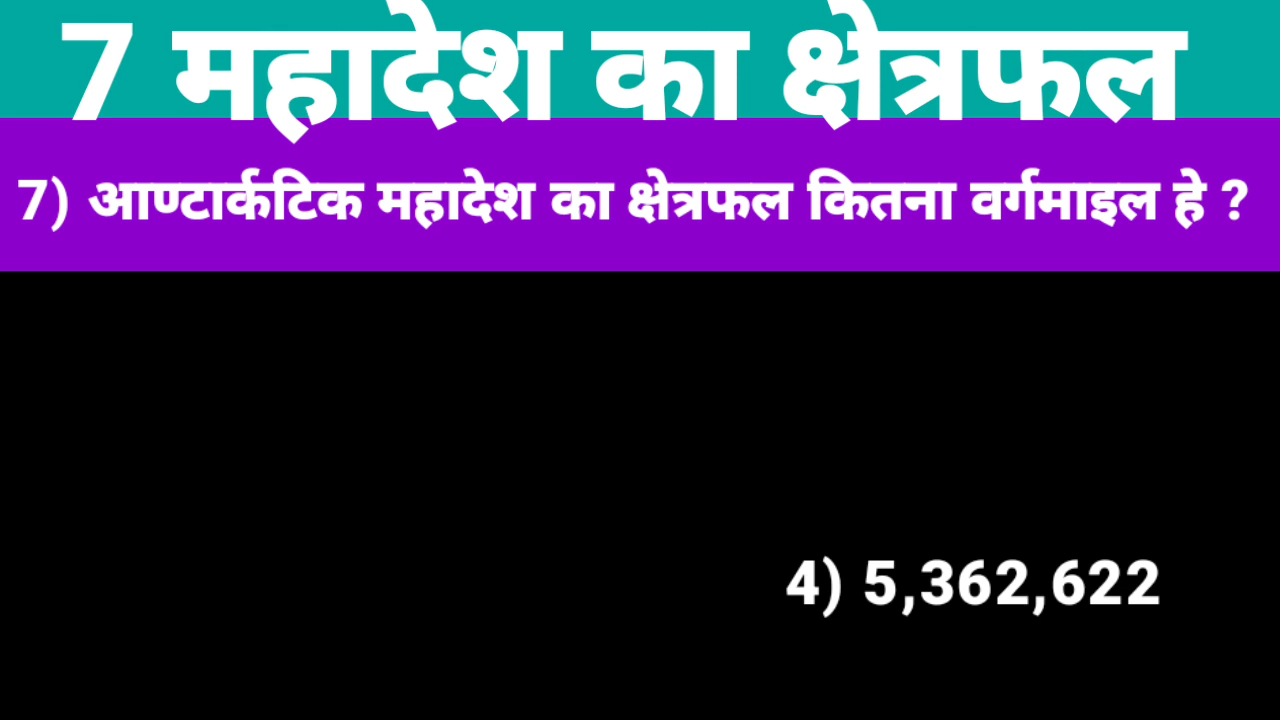 7 महादेश का क्षेत्रफल
7) आण्टार्कटिक महादेश का क्षेत्रफल कितना वर्गमाइल हे ?
4) 5,362,622